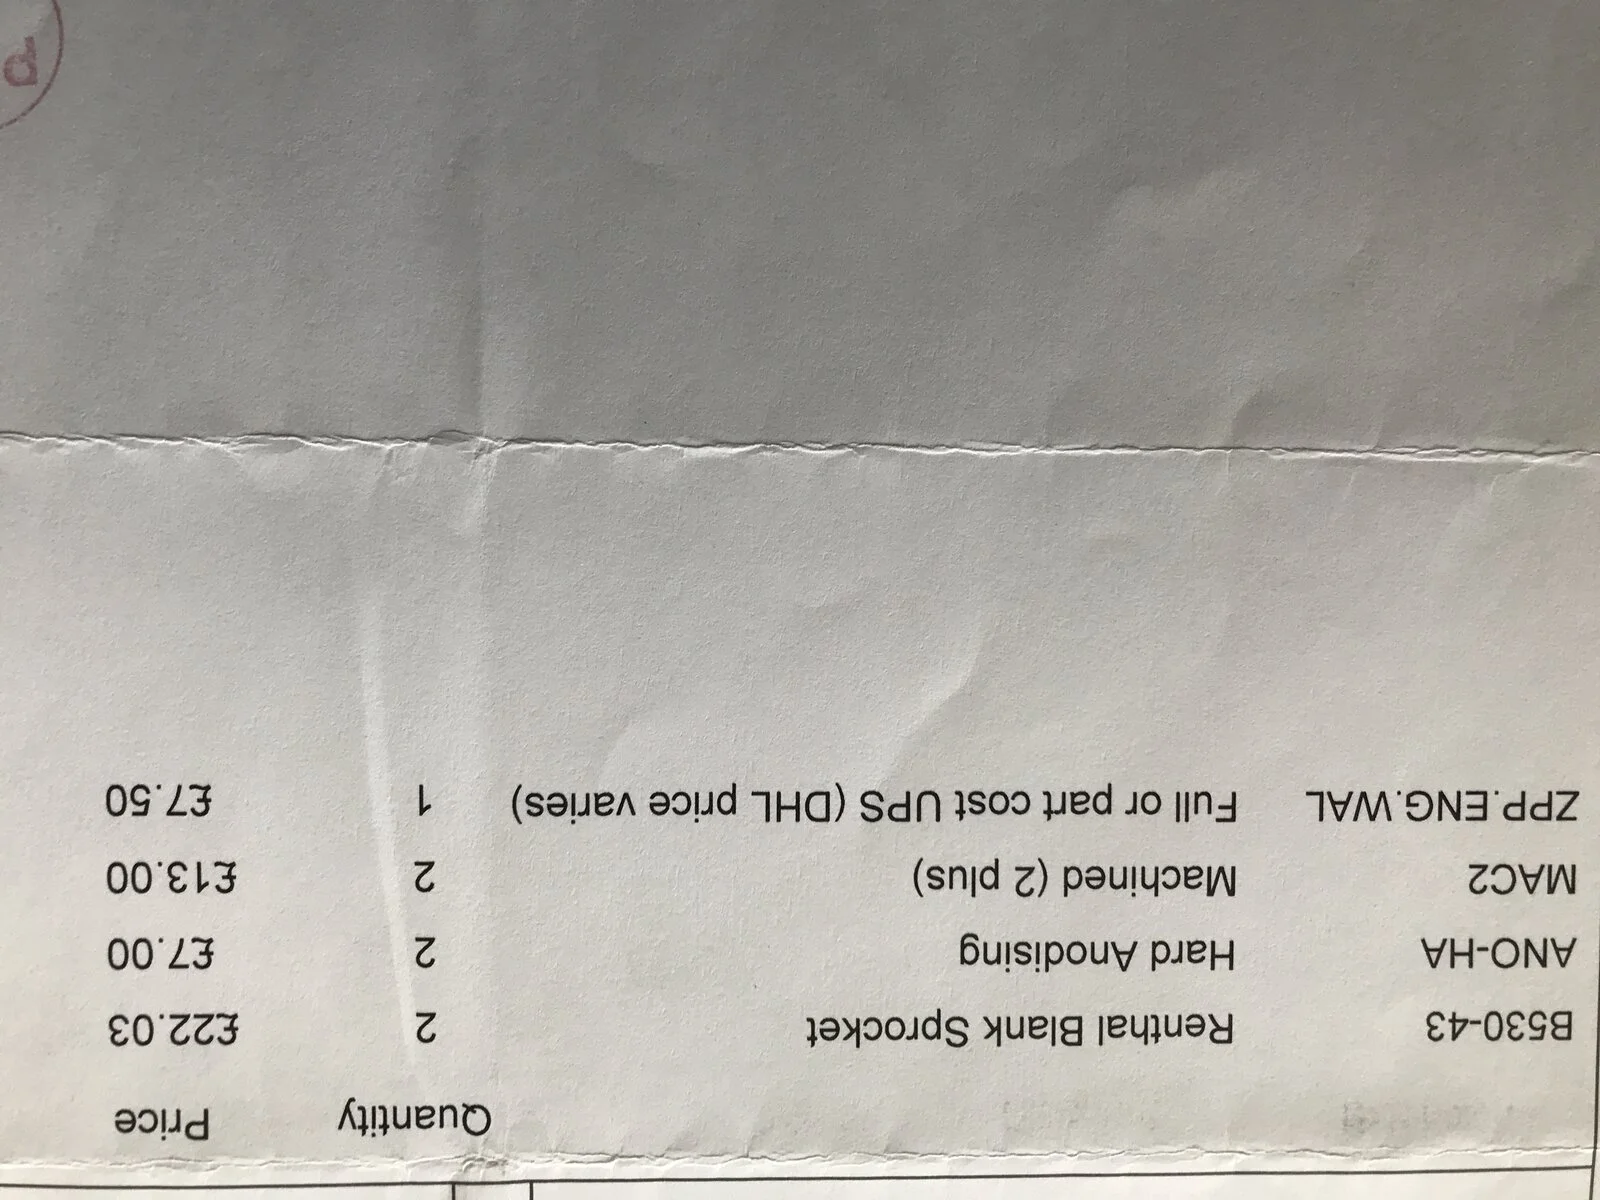 Quantity Price
B530-43 Renthal Blank Sprocket 2 £22.03
ANO-HA Hard Anodising 2 £7.00
MAC2 Machined (2 plus) 2 £13.00
ZPP.ENG.WAL Full or part cost UPS (DHL price varies) 1 £7.50